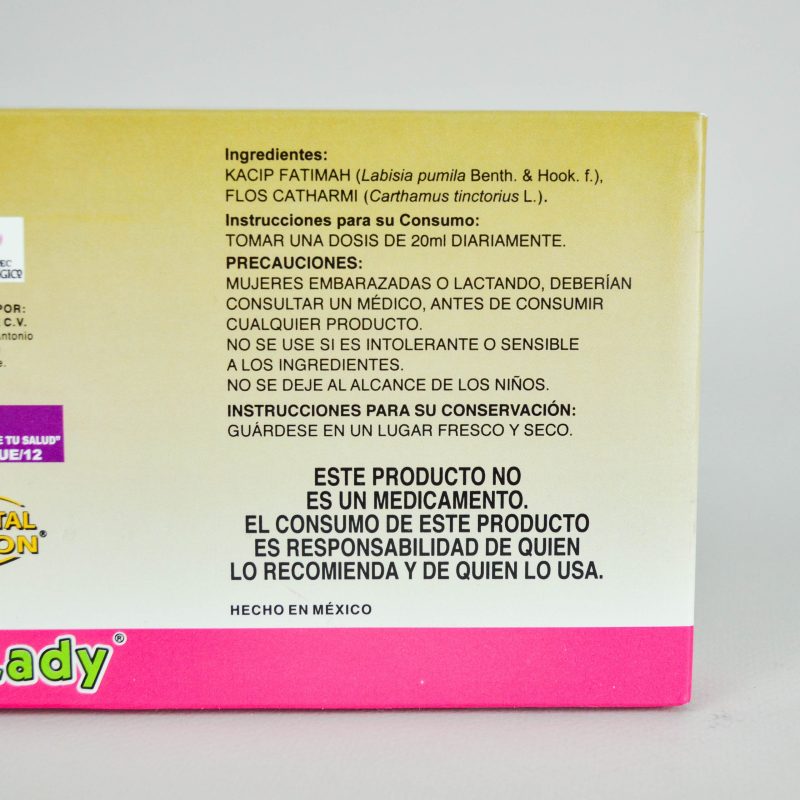 Ingredientes:
KACIP FATIMAH (Labisia pumila Benth. & Hook. f.),
FLOS CATHARMI (Carthamus tinctorius L.).
Instrucciones para su Consumo:
TOMAR UNA DOSIS DE 20ml DIARIAMENTE.
PRECAUCIONES:
MUJERES EMBARAZADAS O LACTANDO, DEBERÍAN
CONSULTAR UN MÉDICO, ANTES DE CONSUMIR
CUALQUIER PRODUCTO.
NO SE USE SI ES INTOLERANTE O SENSIBLE
A LOS INGREDIENTES.
NO SE DEJE AL ALCANCE DE LOS NIÑOS.
INSTRUCCIONES PARA SU CONSERVACIÓN:
GUÁRDESE EN UN LUGAR FRESCO Y SECO.
ESTE PRODUCTO NO
ES UN MEDICAMENTO.
EL CONSUMO DE ESTE PRODUCTO
ES RESPONSABILIDAD DE QUIEN
LO RECOMIENDA Y DE QUIEN LO USA.
HECHO EN MÉXICO
POR:
C.V.
E TU SALUD"
UE/12
TAL
ON®
Lady®